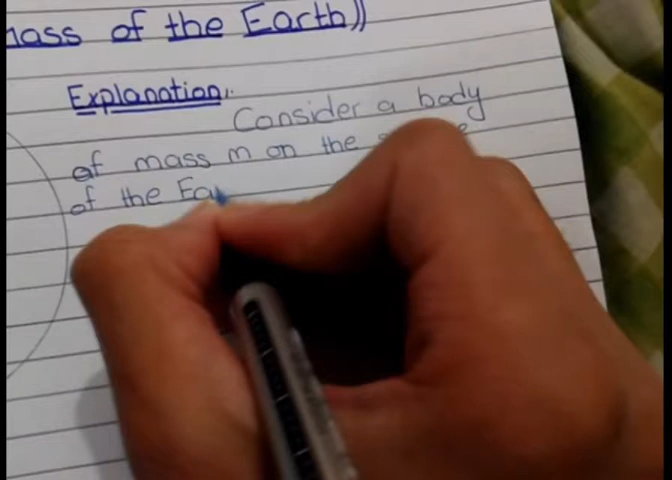 mass of the Earth))
Explanation:
Consider a body
of mass m on the
of the Ea